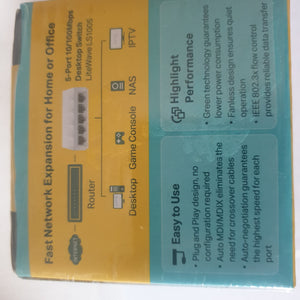 Fast Network Expansion for Home or Office
5-Port 10/100Mbps
Desktop Switch
LiteWave LS1005
Router
Desktop
Game Console
NAS
IPTV
Easy to Use
• Plug and Play design, no
configuration required
• Auto MDI/MDIX eliminates the
need for crossover cables
• Auto-negotiation guarantees
the highest speed for each
port
Highlight
Performance
• Green technology guarantees
lower power consumption
• Fanless design ensures quiet
operation
• IEEE 802.3x flow control
provides reliable data transfer